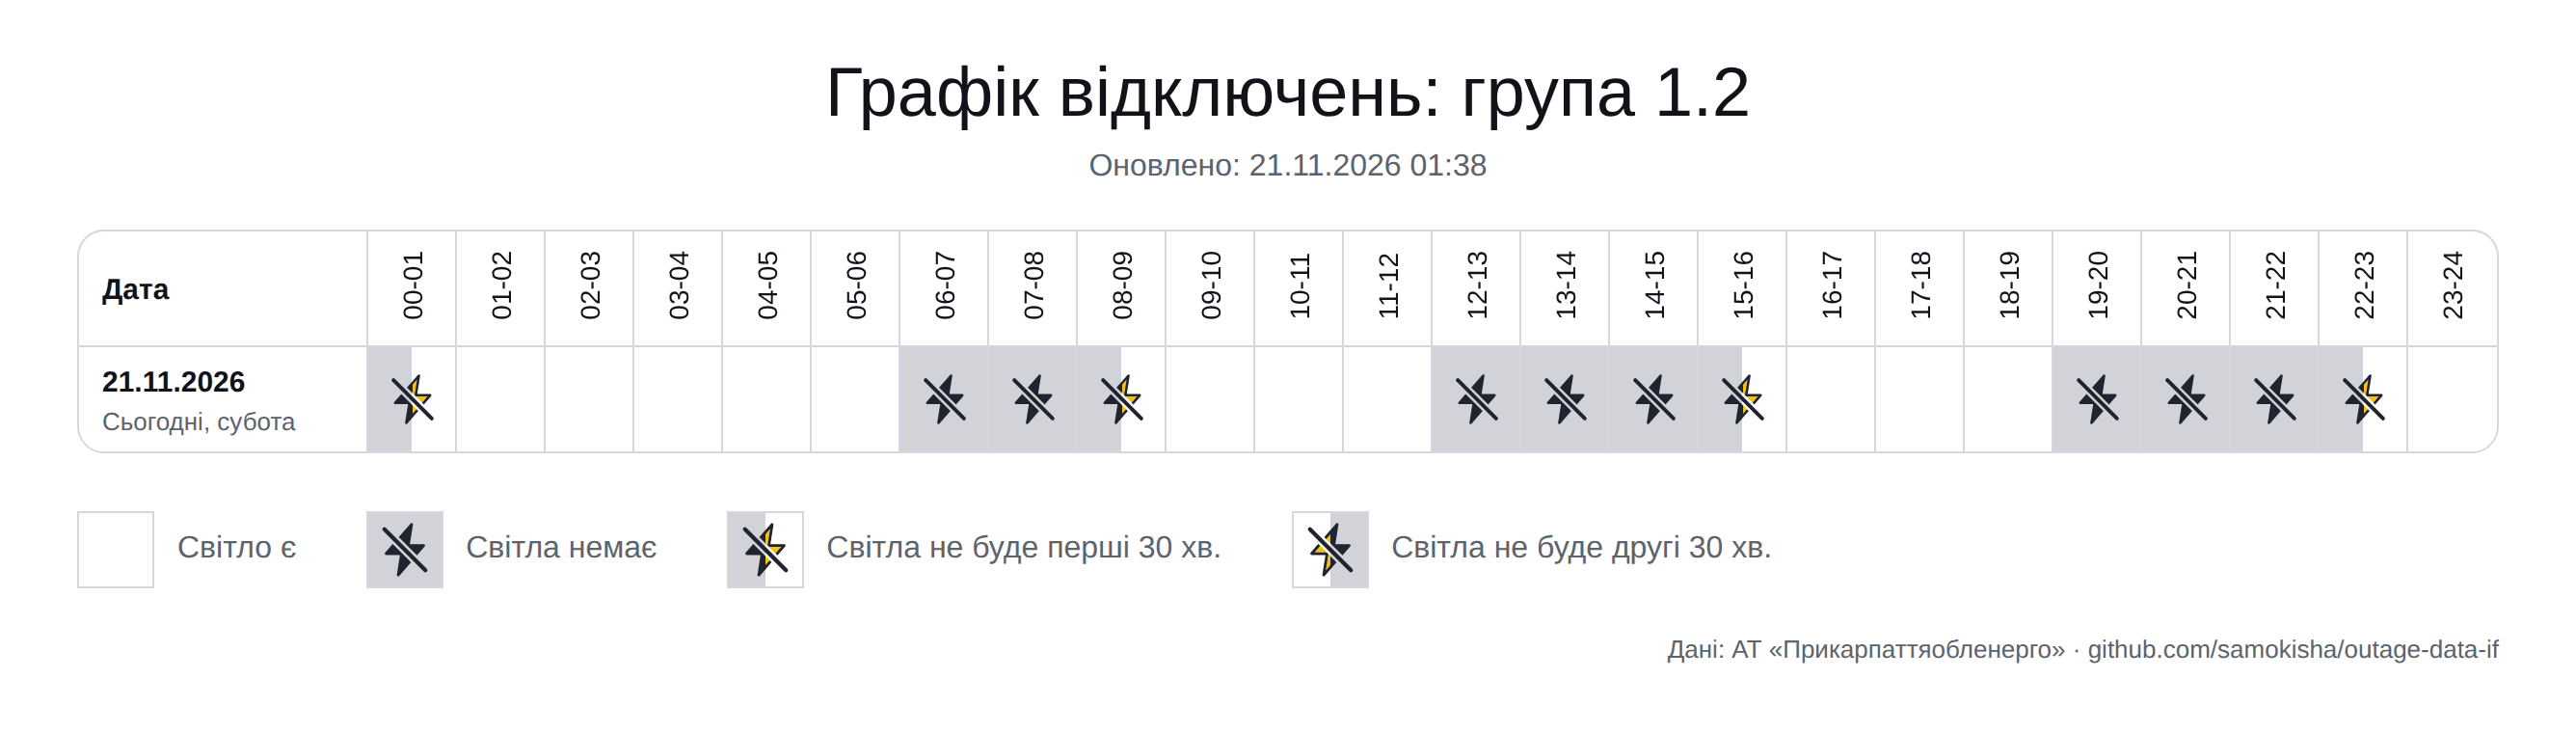 Графік відключень: група 1.2
Оновлено: 21.11.2026 01:38
Дата 00-01 01-02 02-03 03-04 04-05 05-06 06-07 07-08 08-09 09-10 10-11 11-12 12-13 13-14 14-15 15-16 16-17 17-18 18-19 19-20 20-21 21-22 22-23 23-24
21.11.2026
Сьогодні, субота
Світло є Світла немає Світла не буде перші 30 хв. Світла не буде другі 30 хв.
Дані: АТ «Прикарпаттяобленерго» · github.com/samokisha/outage-data-if